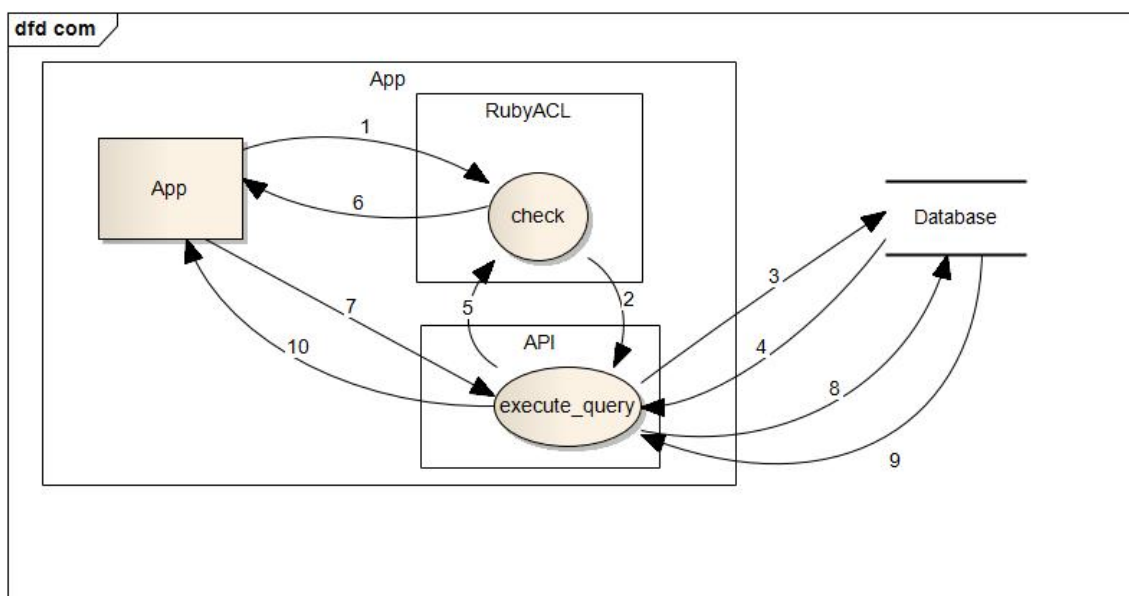 dfd com
App
RubyACL
1
App
6
check
Database
3
5
2
7
API
10
4
execute_query
8
9